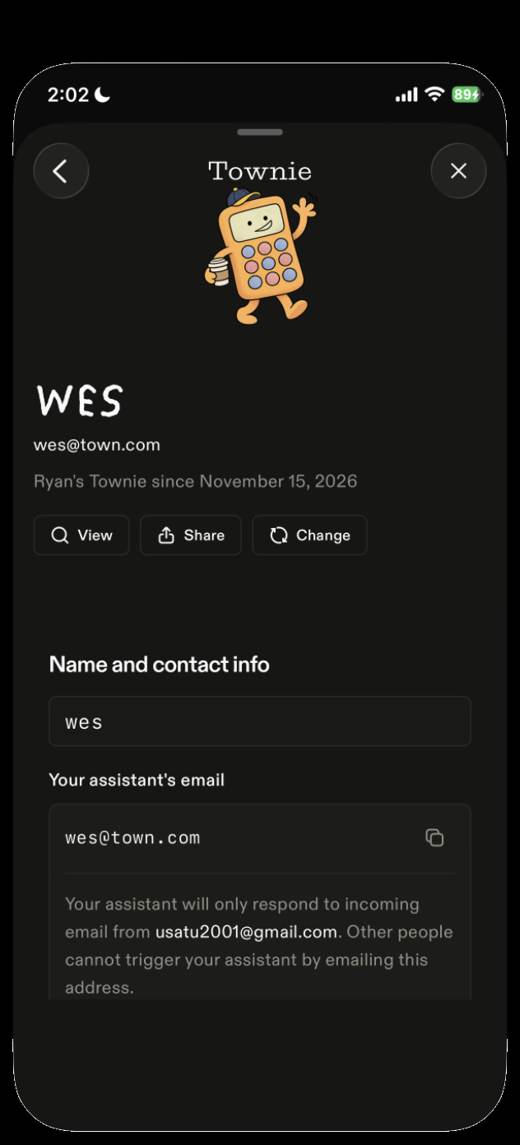 2:02
89
Townie
WES
wes@town.com
Ryan's Townie since November 15, 2026
View
Share
Change
Name and contact info
wes
Your assistant's email
wes@town.com
Your assistant will only respond to incoming
email from usatu2001@gmail.com. Other people
cannot trigger your assistant by emailing this
address.